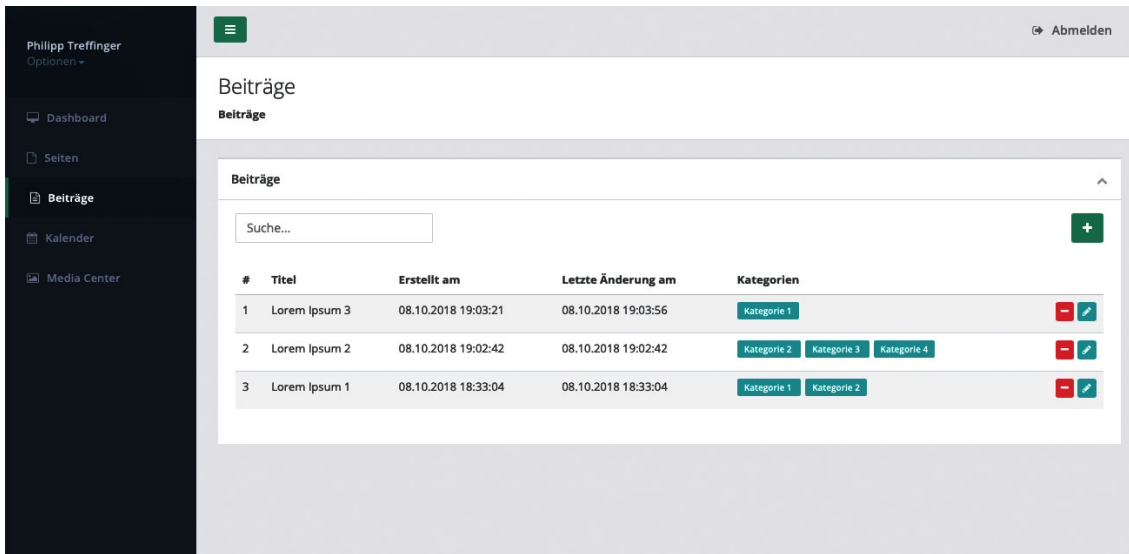 Philipp Treffinger
Optionen
Dashboard
Seiten
Beiträge
Kalender
Media Center
Abmelden
Beiträge
Beiträge
Beiträge
Suche...
# Titel Erstellt am Letzte Änderung am Kategorien
1 Lorem Ipsum 3 08.10.2018 19:03:21 08.10.2018 19:03:56 Kategorie 1
2 Lorem Ipsum 2 08.10.2018 19:02:42 08.10.2018 19:02:42 Kategorie 2 Kategorie 3 Kategorie 4
3 Lorem Ipsum 1 08.10.2018 18:33:04 08.10.2018 18:33:04 Kategorie 1 Kategorie 2